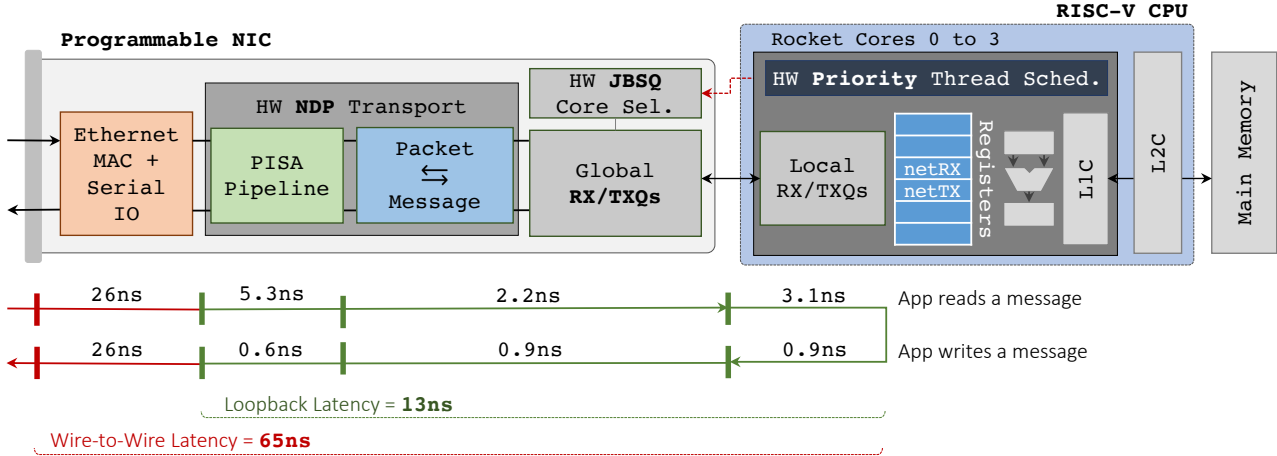 RISC-V CPU
Programmable NIC
Rocket Cores 0 to 3
HW Priority Thread Sched.
HW JBSQ
Core Sel.
HW NDP Transport
Ethernet
MAC +
Serial
IO
PISA
Pipeline
Packet
⇆
Message
Global
RX/TXQs
Local
RX/TXQs
netRX
netTX
Registers
L1C
L2C
Main Memory
26ns 5.3ns 2.2ns 3.1ns App reads a message
26ns 0.6ns 0.9ns 0.9ns App writes a message
Loopback Latency = 13ns
Wire-to-Wire Latency = 65ns